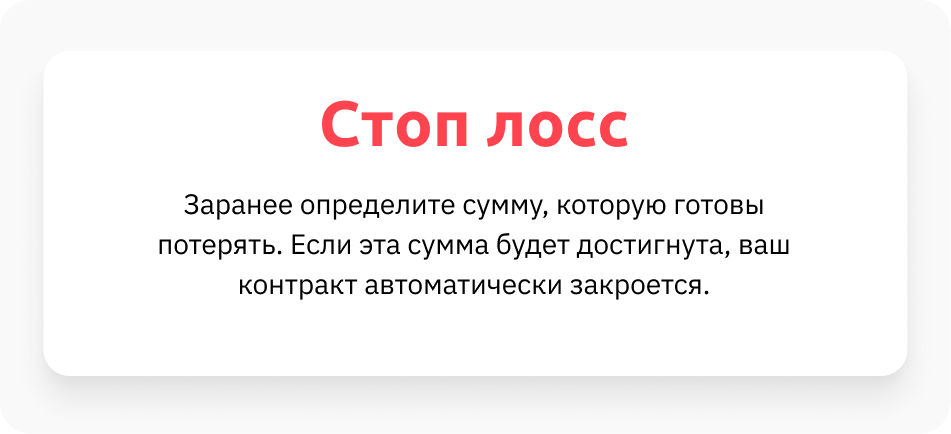 Стоп лосс
Заранее определите сумму, которую готовы
потерять. Если эта сумма будет достигнута, ваш
контракт автоматически закроется.